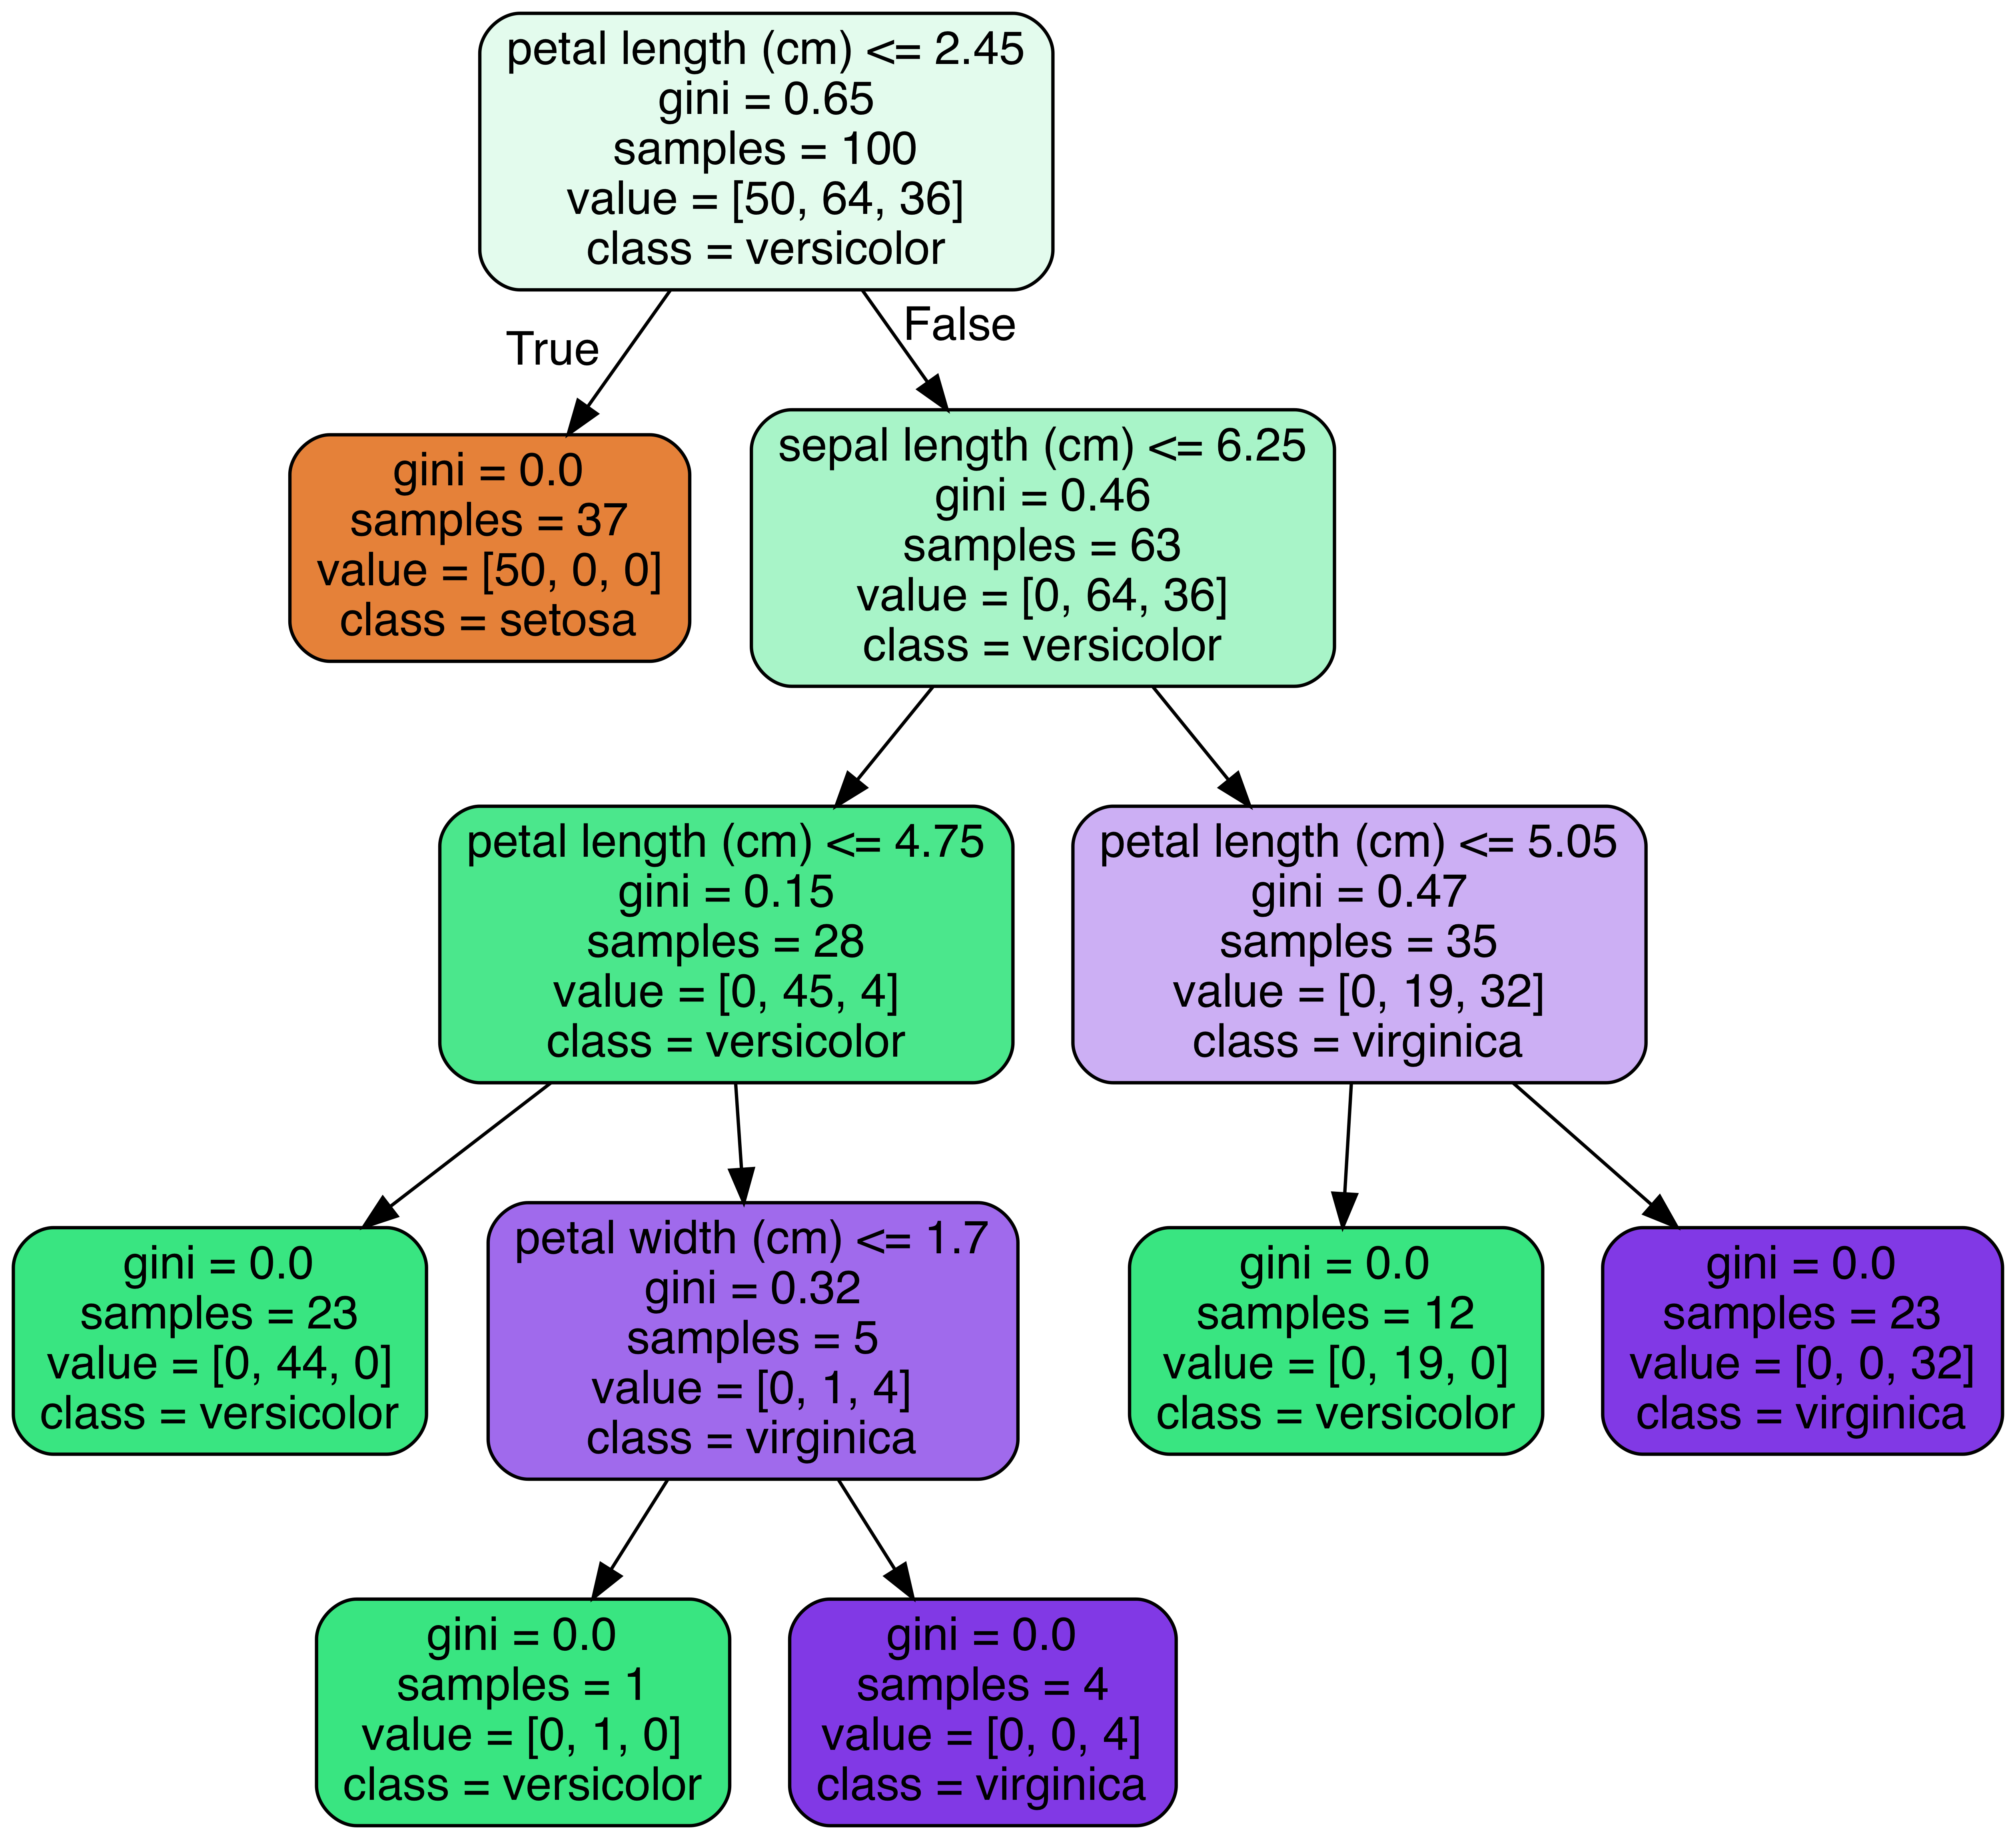 petal length (cm) <= 2.45
gini = 0.65
samples = 100
value = [50, 64, 36]
class = versicolor
True
False
gini = 0.0
samples = 37
value = [50, 0, 0]
class = setosa
sepal length (cm) <= 6.25
gini = 0.46
samples = 63
value = [0, 64, 36]
class = versicolor
petal length (cm) <= 4.75
gini = 0.15
samples = 28
value = [0, 45, 4]
class = versicolor
petal length (cm) <= 5.05
gini = 0.47
samples = 35
value = [0, 19, 32]
class = virginica
gini = 0.0
samples = 23
value = [0, 44, 0]
class = versicolor
petal width (cm) <= 1.7
gini = 0.32
samples = 5
value = [0, 1, 4]
class = virginica
gini = 0.0
samples = 12
value = [0, 19, 0]
class = versicolor
gini = 0.0
samples = 23
value = [0, 0, 32]
class = virginica
gini = 0.0
samples = 1
value = [0, 1, 0]
class = versicolor
gini = 0.0
samples = 4
value = [0, 0, 4]
class = virginica